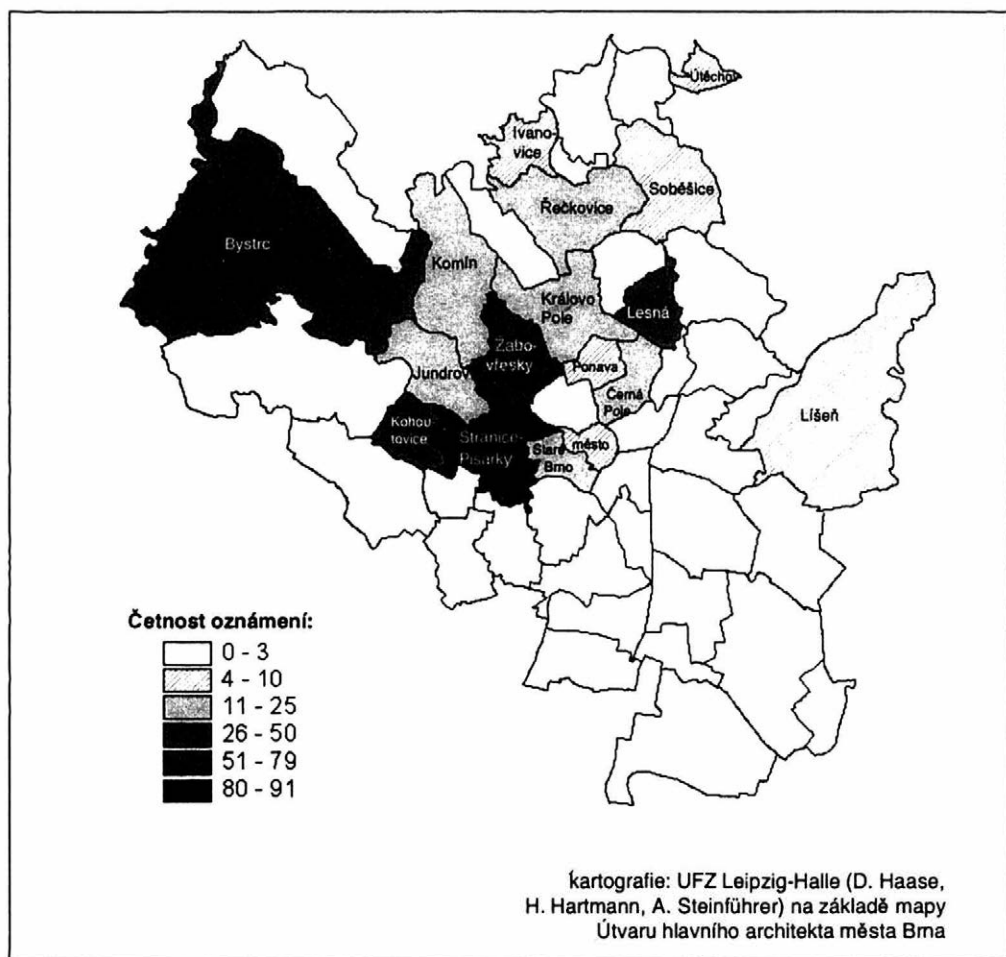 Útěchov
Ivano-
vice
Soběšice
Řečkovice
Bystrc
Komín
Královo
Pole
Lesná
Žabo-
vřesky
Ponava
Jundrov
Černá
Pole
Líšeň
Kohou
tovice
Stranice-
Pisárky
město
Staré
Brno
Četnost oznámení:
0 - 3
4 - 10
11 - 25
26 - 50
51 - 79
80 - 91
kartografie: UFZ Leipzig-Halle (D. Haase,
H. Hartmann, A. Steinführer) na základě mapy
Útvaru hlavního architekta města Brna